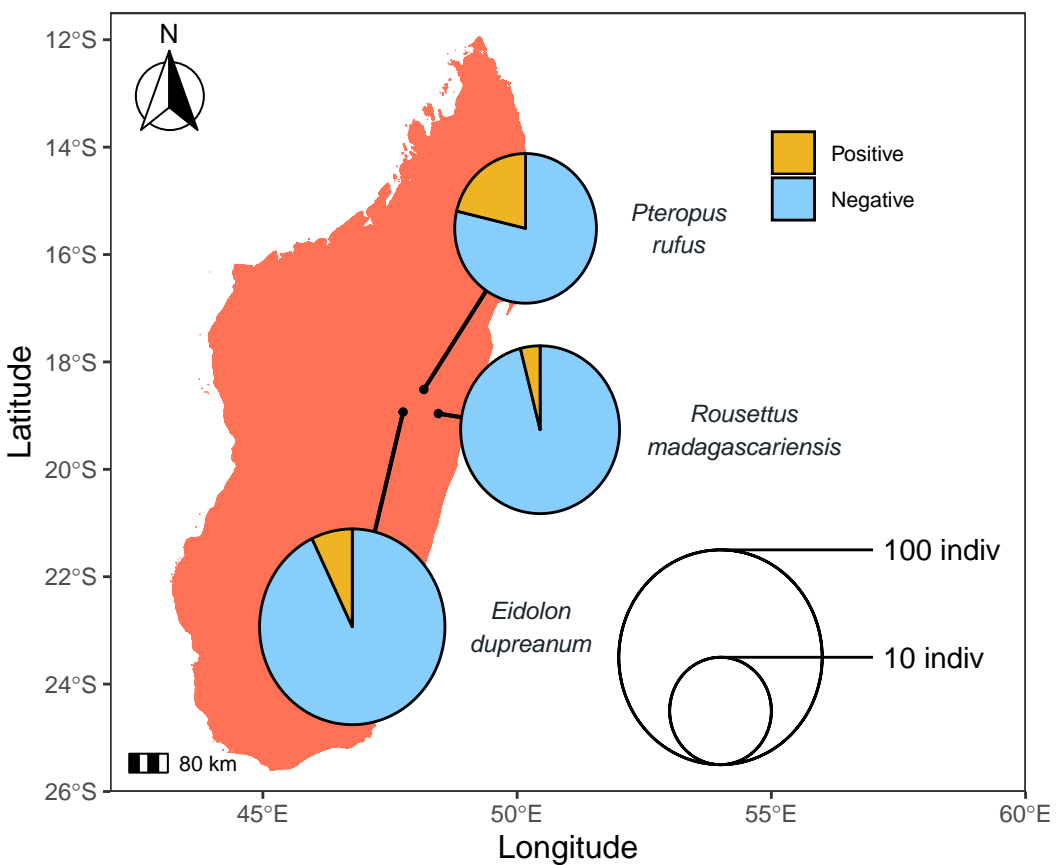 12°S
14°S
16°S
18°S
20°S
22°S
24°S
26°S
Latitude
N
Positive
Negative
Pteropus
rufus
Rousettus
madagascariensis
Eidolon
dupreanum
100 indiv
10 indiv
80 km
45°E
50°E
55°E
60°E
Longitude